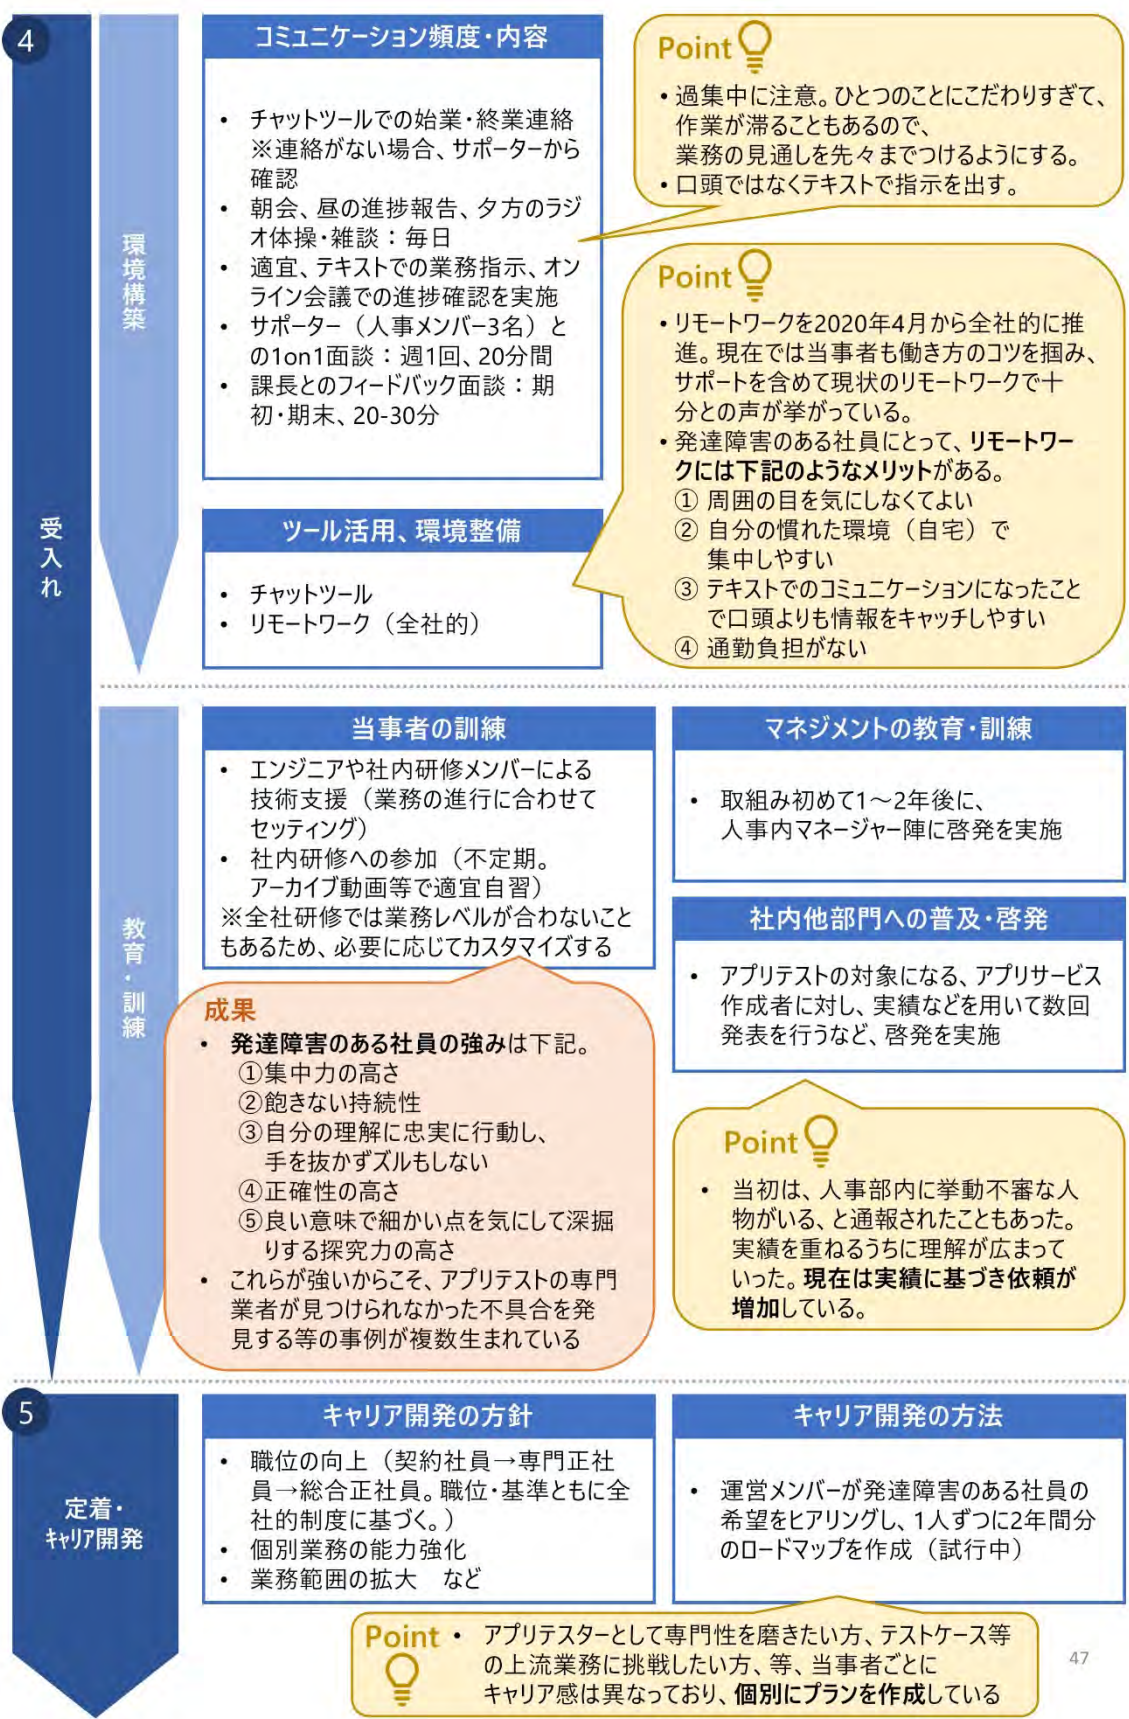 4
受入れ
環境構築
コミュニケーション頻度・内容
• チャットツールでの始業・終業連絡
※連絡がない場合、サポーターから
確認
• 朝会、昼の進捗報告、夕方のラジ
オ体操・雑談：毎日
• 適宜、テキストでの業務指示、オン
ライン会議での進捗確認を実施
• サポーター（人事メンバー3名）と
の1on1面談：週1回、20分間
• 課長とのフィードバック面談：期
初・期末、20-30分
Point
• 過集中に注意。ひとつのことにこだわりすぎて、
作業が滞ることもあるので、
業務の見通しを先々までつけるようにする。
• 口頭ではなくテキストで指示を出す。
ツール活用、環境整備
• チャットツール
• リモートワーク（全社的）
Point
• リモートワークを2020年4月から全社的に推
進。現在では当事者も働き方のコツを掴み、
サポートを含めて現状のリモートワークで十
分との声が挙がっている。
• 発達障害のある社員にとって、リモートワー
クには下記のようなメリットがある。
① 周囲の目を気にしなくてよい
② 自分の慣れた環境（自宅）で
集中しやすい
③ テキストでのコミュニケーションになったこと
で口頭よりも情報をキャッチしやすい
④ 通勤負担がない
教育・訓練
当事者の訓練
• エンジニアや社内研修メンバーによる
技術支援（業務の進行に合わせて
セッティング）
• 社内研修への参加（不定期。
アーカイブ動画等で適宜自習）
※全社研修では業務レベルが合わないこと
もあるため、必要に応じてカスタマイズする
成果
• 発達障害のある社員の強みは下記。
①集中力の高さ
②飽きない持続性
③自分の理解に忠実に行動し、
手を抜かずズルもしない
④正確性の高さ
⑤良い意味で細かい点を気にして深掘
りする探究力の高さ
• これらが強いからこそ、アプリテストの専門
業者が見つけられなかった不具合を発
見する等の事例が複数生まれている
マネジメントの教育・訓練
• 取組み初めて1～2年後に、
人事内マネージャー陣に啓発を実施
社内他部門への普及・啓発
• アプリテストの対象になる、アプリサービス
作成者に対し、実績などを用いて数回
発表を行うなど、啓発を実施
Point
• 当初は、人事部内に挙動不審な人
物がいる、と通報されたこともあった。
実績を重ねるうちに理解が広まって
いった。現在は実績に基づき依頼が
増加している。
5
定着・
ｷｬﾘｱ開発
キャリア開発の方針
• 職位の向上（契約社員→専門正社
員→総合正社員。職位・基準ともに全
社的制度に基づく。）
• 個別業務の能力強化
• 業務範囲の拡大　など
キャリア開発の方法
• 運営メンバーが発達障害のある社員の
希望をヒアリングし、1人ずつに2年間分
のロードマップを作成（試行中）
Point
• アプリテスターとして専門性を磨きたい方、テストケース等
の上流業務に挑戦したい方、等、当事者ごとに
キャリア感は異なっており、個別にプランを作成している
47